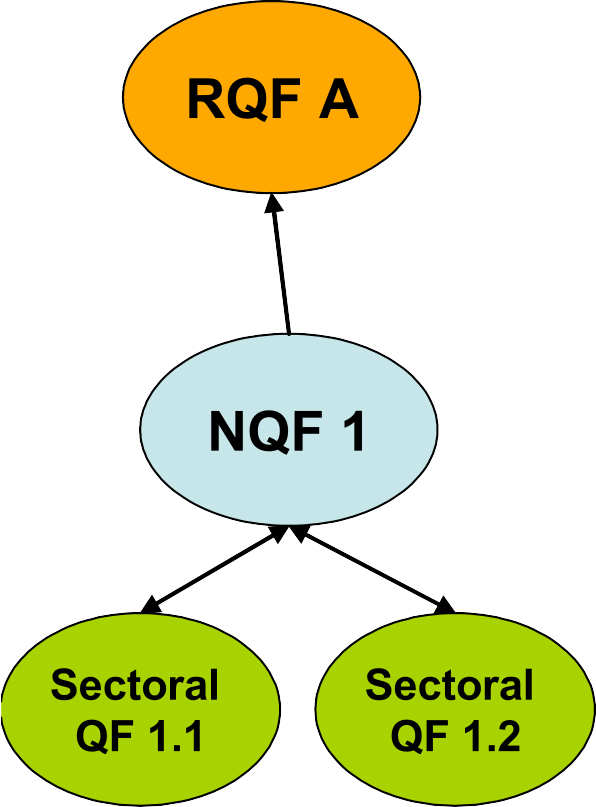 RQF A
NQF 1
Sectoral
QF 1.1
Sectoral
QF 1.2